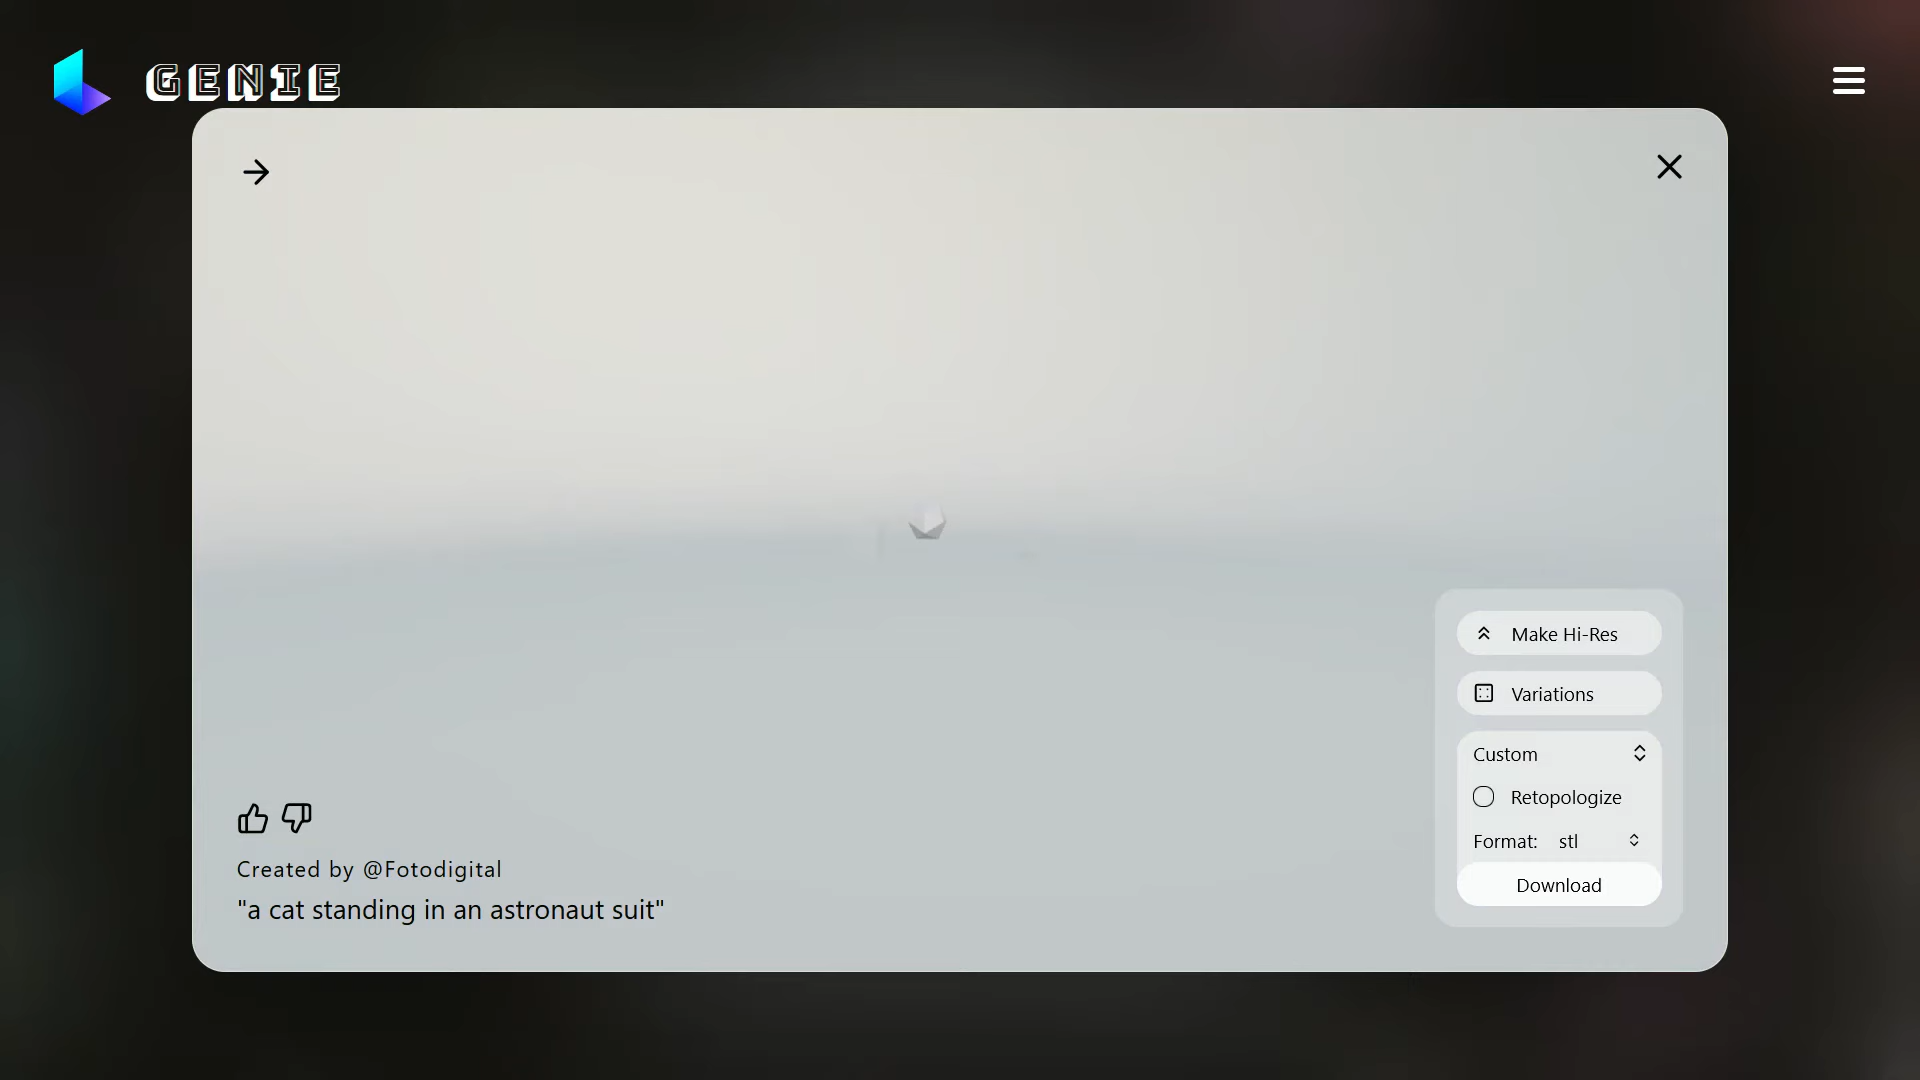 GENIE
Make Hi-Res
Variations
Custom
Retopologize
Format: stl
Download
Created by @Fotodigital
"a cat standing in an astronaut suit"